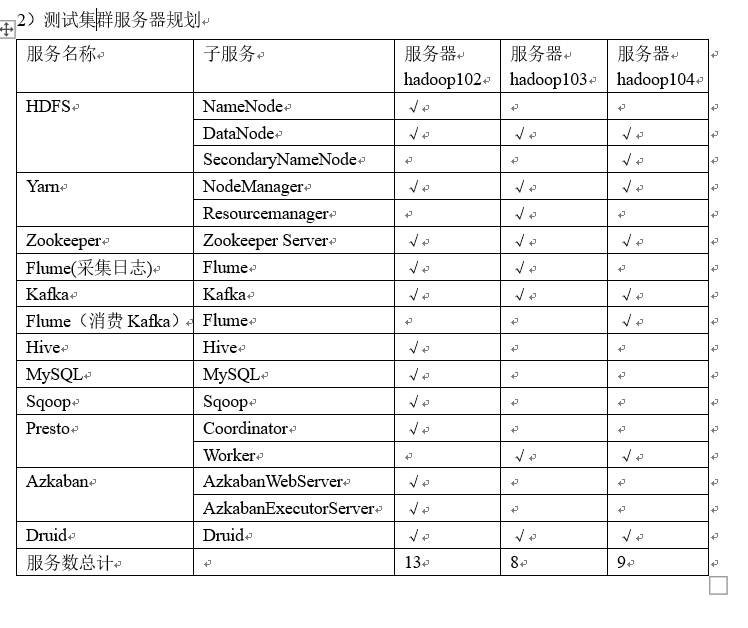 2）测试集群服务器规划
服务名称 子服务 服务器 服务器 服务器
hadoop102 hadoop103 hadoop104
HDFS NameNode √
DataNode √ √ √
SecondaryNameNode √
Yarn NodeManager √ √ √
Resourcemanager √
Zookeeper Zookeeper Server √ √ √
Flume(采集日志) Flume √ √
Kafka Kafka √ √ √
Flume（消费 Kafka） Flume √
Hive Hive √
MySQL MySQL √
Sqoop Sqoop √
Presto Coordinator √
Worker √ √
Azkaban AzkabanWebServer √
AzkabanExecutorServer √
Druid Druid √ √ √
服务数总计 13 8 9